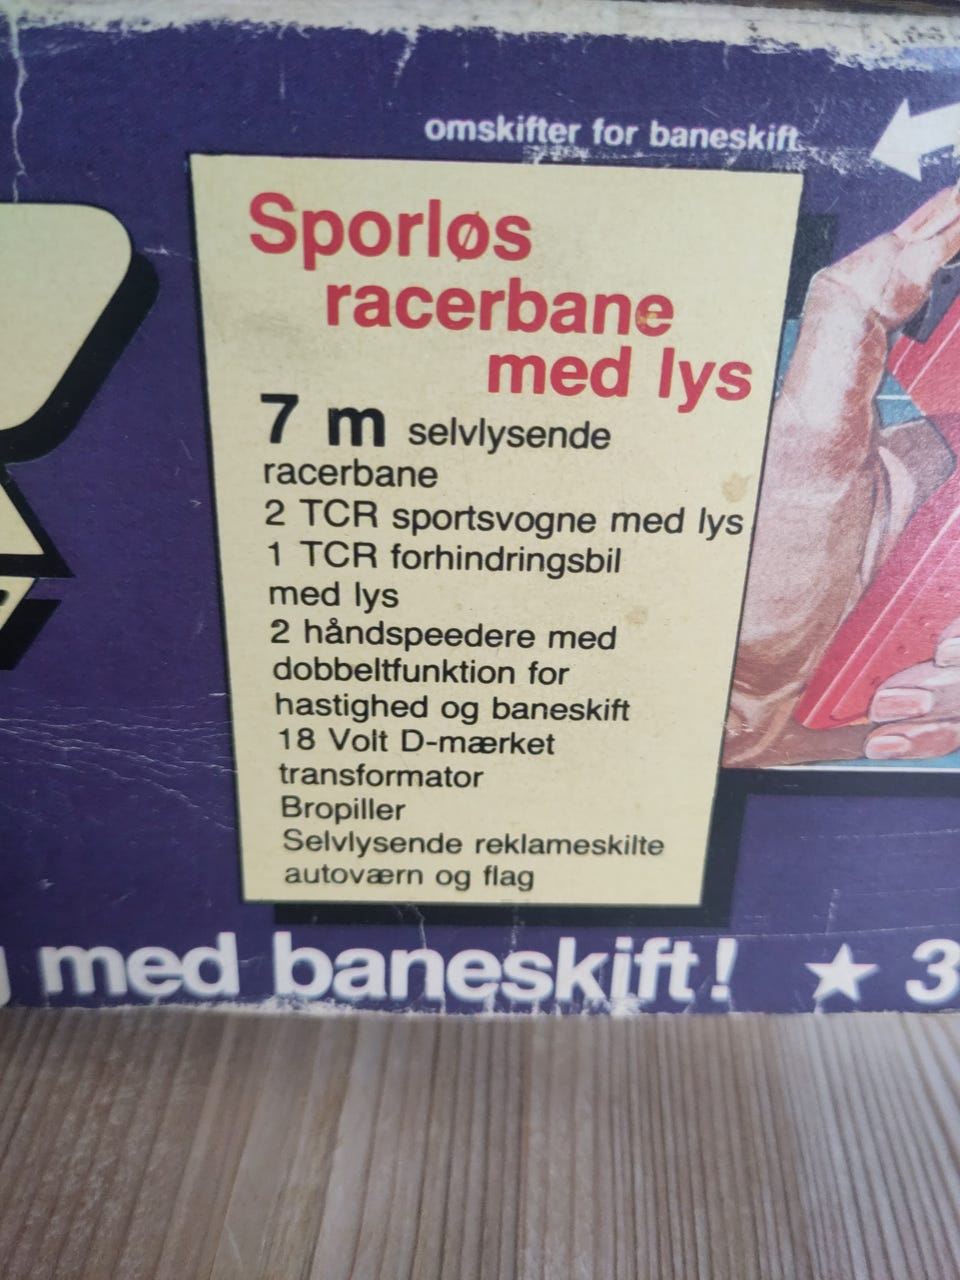 omskifter for baneskift
Sporløs
racerbane
med lys
7 m selvlysende
racerbane
2 TCR sportsvogne med lys
1 TCR forhindringsbil
med lys
2 håndspeedere med
dobbeltfunktion for
hastighed og baneskift
18 Volt D-mærket
transformator
Bropiller
Selvlysende reklameskilte
autoværn og flag
med baneskift! ★ 3